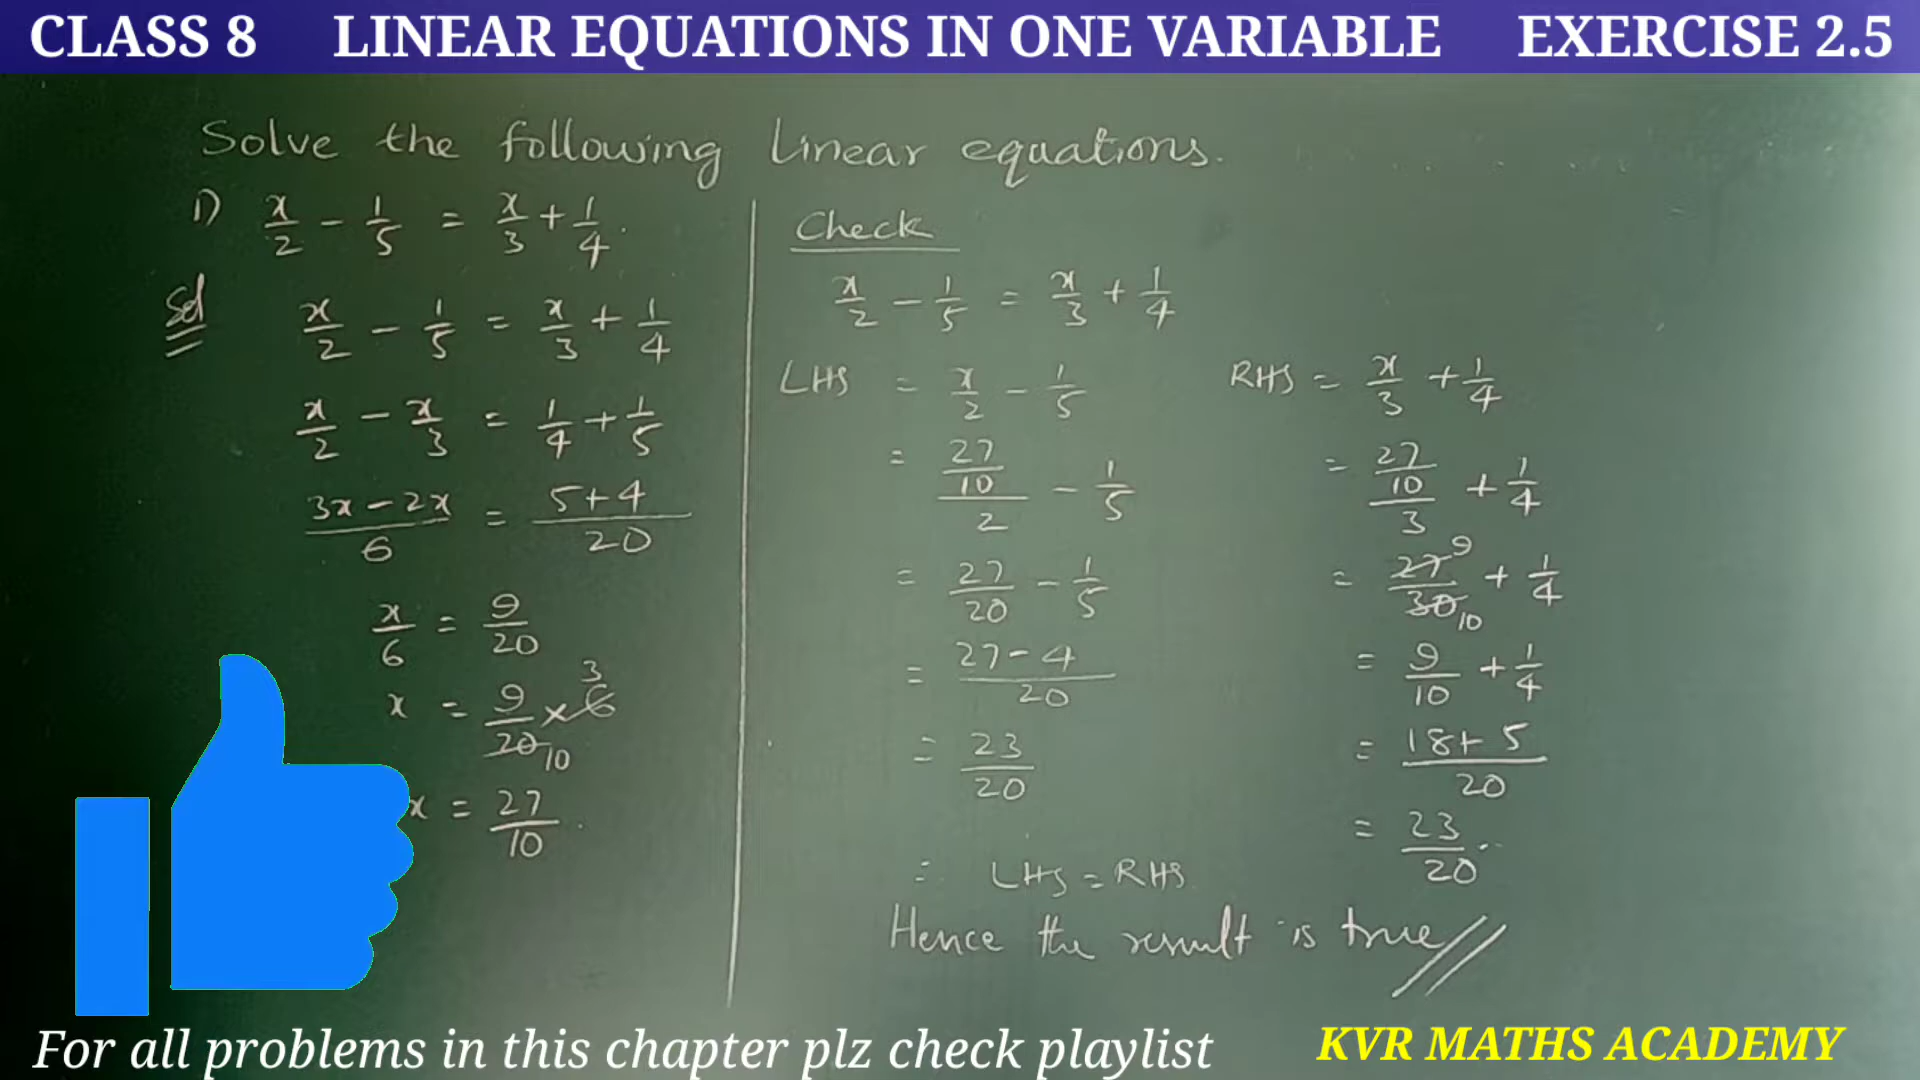 CLASS 8 LINEAR EQUATIONS IN ONE VARIABLE EXERCISE 2.5
Solve the following Linear equations.
1) x/2 - 1/5 = x/3 + 1/4.
Sol x/2 - 1/5 = x/3 + 1/4
x/2 - x/3 = 1/4 + 1/5
3x - 2x/6 = 5+4/20
x/6 = 9/20
x = 9/20 10 × 6 3
x = 27/10.
Check
x/2 - 1/5 = x/3 + 1/4
LHS = x/2 - 1/5
= 27/10/2 - 1/5
= 27/20 - 1/5
= 27-4/20
= 23/20
RHS = x/3 + 1/4
= 27/10/3 + 1/4
= 27 9/30 10 + 1/4
= 9/10 + 1/4
= 18+5/20
= 23/20..
∴ LHS = RHS
Hence the result is true//
For all problems in this chapter plz check playlist
KVR MATHS ACADEMY